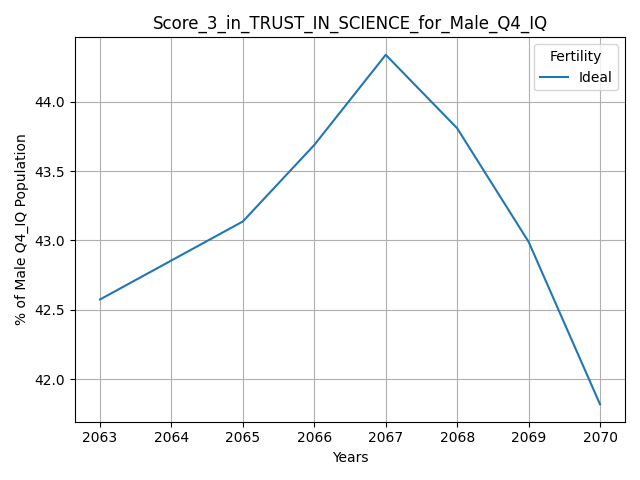 Score_3_in_TRUST_IN_SCIENCE_for_Male_Q4_IQ
Fertility
Ideal
% of Male Q4_IQ Population
44.0
43.5
43.0
42.5
42.0
2063 2064 2065 2066 2067 2068 2069 2070
Years